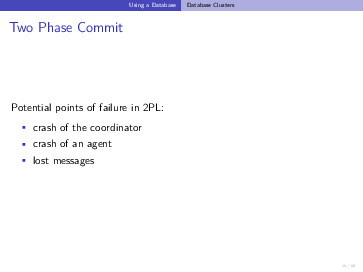 Using a Database Database Clusters
Two Phase Commit
Potential points of failure in 2PL:
crash of the coordinator
crash of an agent
lost messages